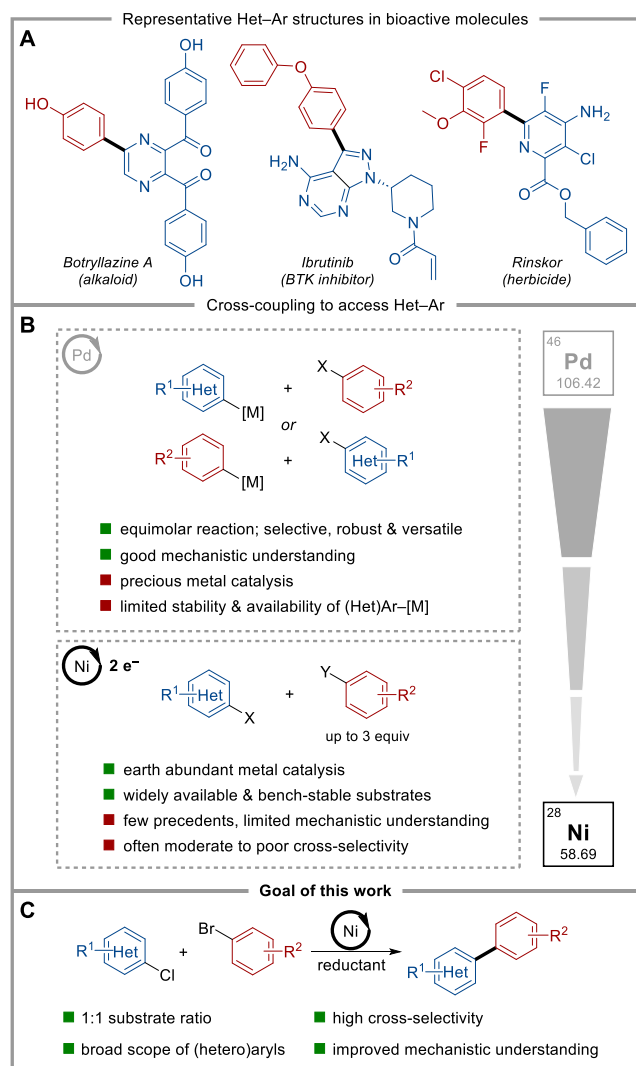 Representative Het–Ar structures in bioactive molecules
A
HO
OH
O
O
OH
Botryllazine A
(alkaloid)
O
NH2
N
N
N
N
N
O
Ibrutinib
(BTK inhibitor)
Cl
O
F
F
NH2
N
Cl
O
O
Rinskor
(herbicide)
N
N
Cross-coupling to access Het–Ar
B
Pd
R1
Het
[M]
+
X
R2
or
R2
[M]
+
X
Het
R1
equimolar reaction; selective, robust & versatile
good mechanistic understanding
precious metal catalysis
limited stability & availability of (Het)Ar–[M]
46
Pd
106.42
Ni
2 e–
R1
Het
X
+
Y
R2
up to 3 equiv
earth abundant metal catalysis
widely available & bench-stable substrates
few precedents, limited mechanistic understanding
often moderate to poor cross-selectivity
28
Ni
58.69
Goal of this work
C
R1
Het
Cl
+
Br
R2
Ni
reductant
R1
Het
R2
1:1 substrate ratio
high cross-selectivity
broad scope of (hetero)aryls
improved mechanistic understanding